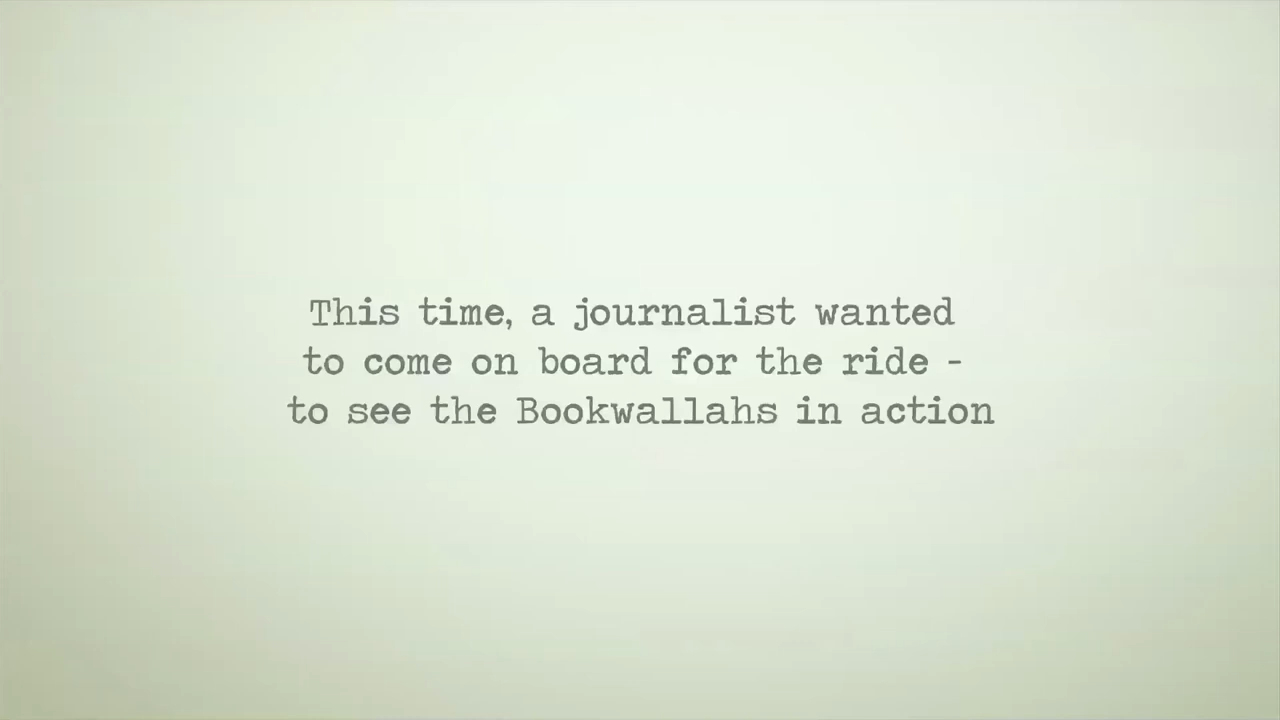 This time, a journalist wanted
to come on board for the ride -
to see the Bookwallahs in action